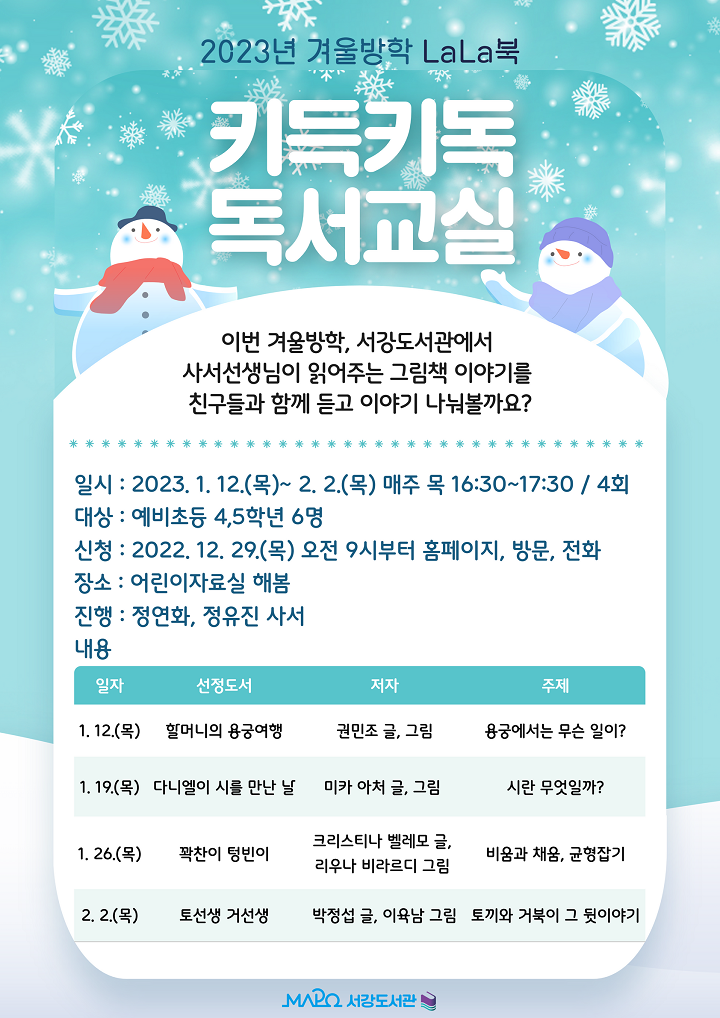 2023년 겨울방학 LaLa북
키득키독
독서교실
이번 겨울방학, 서강도서관에서
사서선생님이 읽어주는 그림책 이야기를
친구들과 함께 듣고 이야기 나눠볼까요?
일시 : 2023. 1. 12.(목)~ 2. 2.(목) 매주 목 16:30~17:30 / 4회
대상 : 예비초등 4,5학년 6명
신청 : 2022. 12. 29.(목) 오전 9시부터 홈페이지, 방문, 전화
장소 : 어린이자료실 해봄
진행 : 정연화, 정유진 사서
내용
일자 선정도서 저자 주제
1. 12.(목) 할머니의 용궁여행 권민조 글, 그림 용궁에서는 무슨 일이?
1. 19.(목) 다니엘이 시를 만난 날 미카 아처 글, 그림 시란 무엇일까?
1. 26.(목) 꽉찬이 텅빈이 크리스티나 벨레모 글, 리우나 비라르디 그림 비움과 채움, 균형잡기
2. 2.(목) 토선생 거선생 박정섭 글, 이육남 그림 토끼와 거북이 그 뒷이야기
MAPO 서강도서관